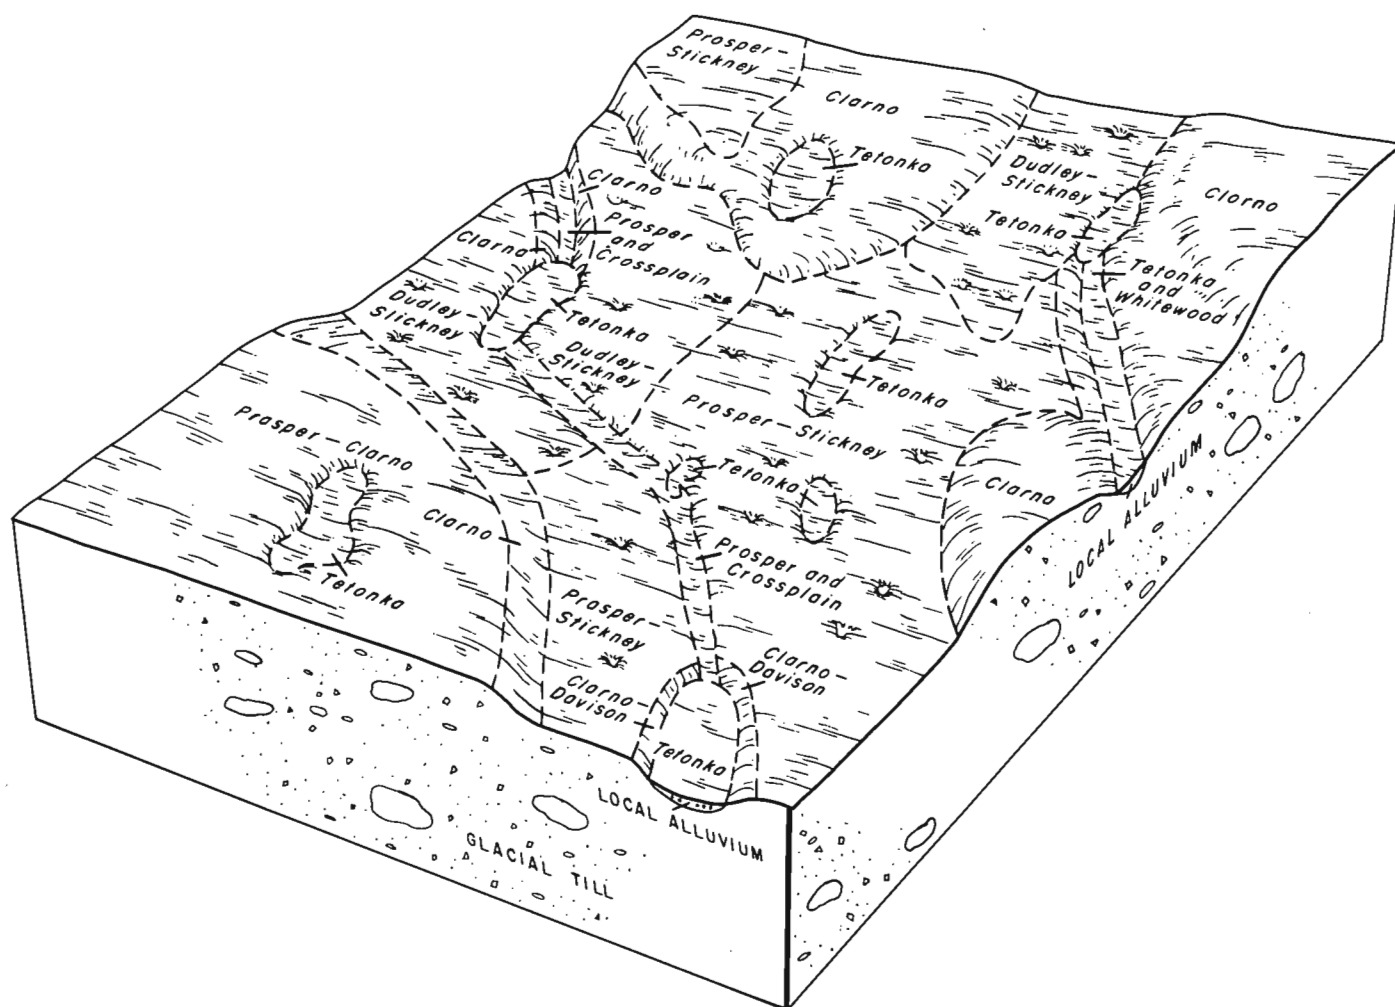 Prosper–
Stickney
Clarno
Tetonka
Dudley–
Stickney
Clarno
Tetonka
Tetonka
and
Whitewood
Clarno
Prosper
and
Crossplain
Clarno
Dudley–
Stickney
Tetonka
Dudley–
Stickney
Tetonka
Prosper–Stickney
Prosper–Clarno
Tetonka
Clarno
Tetonka
Clarno
LOCAL ALLUVIUM
Prosper and
Crossplain
Prosper–
Stickney
Clarno–
Davison
Clarno–
Davison
Tetonka
LOCAL ALLUVIUM
GLACIAL TILL